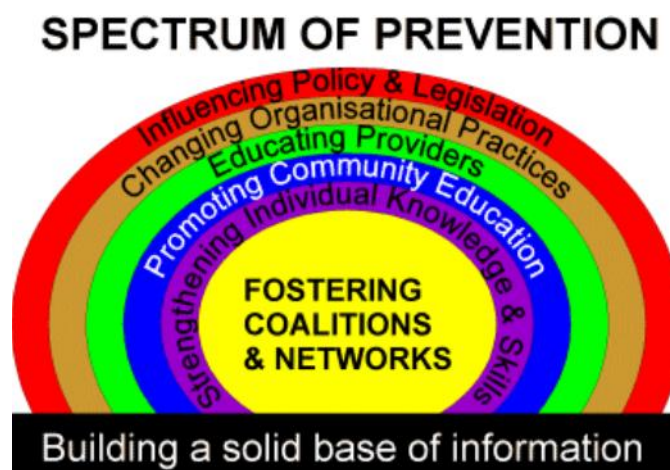 SPECTRUM OF PREVENTION
Influencing Policy & Legislation
Changing Organisational Practices
Educating Providers
Promoting Community Education
Strengthening Individual Knowledge & Skills
FOSTERING
COALITIONS
& NETWORKS
Building a solid base of information